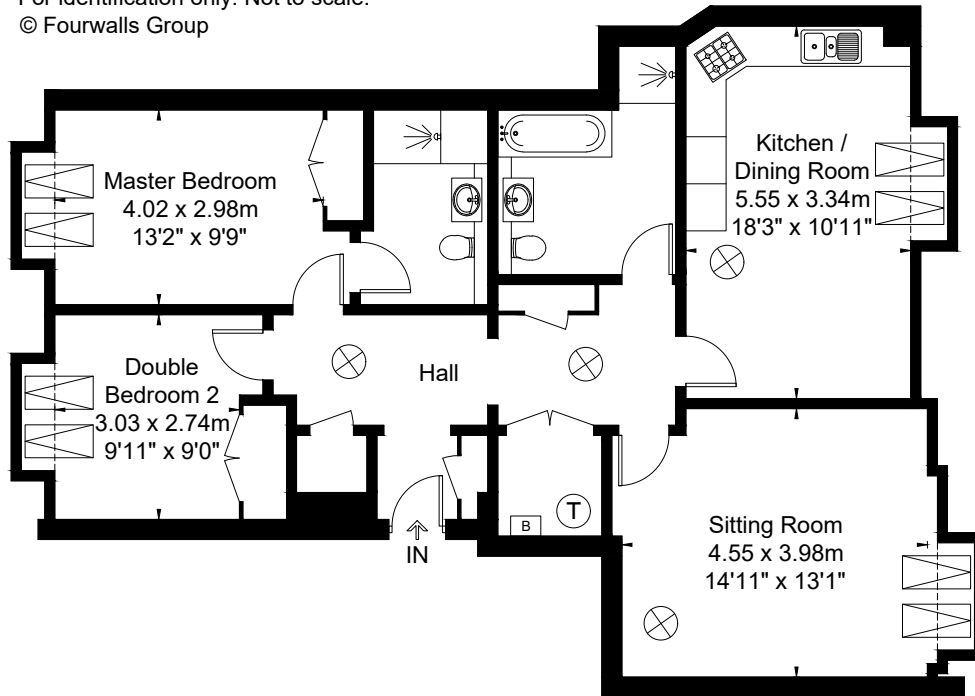 For identification only. Not to scale.
© Fourwalls Group
Kitchen /
Dining Room
5.55 x 3.34m
18'3" x 10'11"
Master Bedroom
4.02 x 2.98m
13'2" x 9'9"
Double
Bedroom 2
3.03 x 2.74m
9'11" x 9'0"
Hall
T
B
IN
Sitting Room
4.55 x 3.98m
14'11" x 13'1"